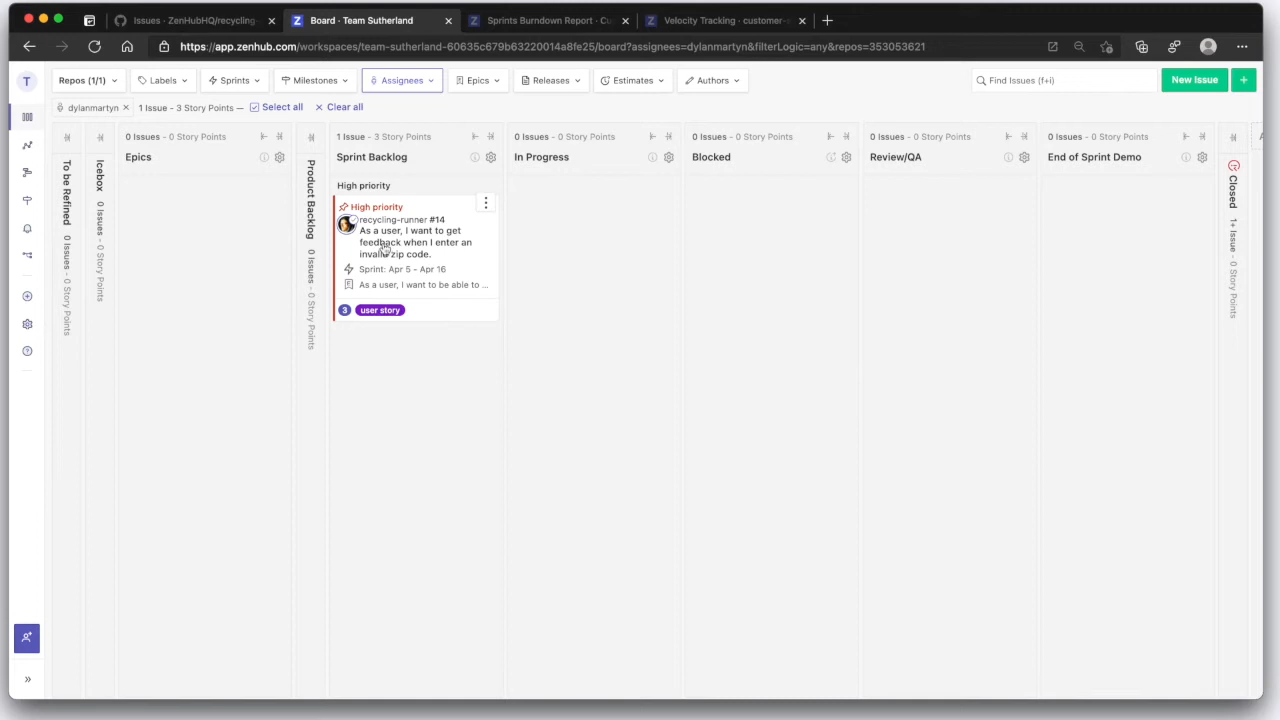 Issues · ZenHubHQ/recycling-
Board · Team Sutherland
Sprints Burndown Report · Cu
Velocity Tracking · customer-s
https://app.zenhub.com/workspaces/team-sutherland-60635c679b63220014a8fe25/board?assignees=dylanmartyn&filterLogic=any&repos=353053621
T
Repos (1/1)
Labels
Sprints
Milestones
Assignees
Epics
Releases
Estimates
Authors
Find Issues (f+i)
New Issue
dylanmartyn
1 Issue - 3 Story Points —
Select all
Clear all
To be Refined 0 Issues - 0 Story Points
Icebox 0 Issues - 0 Story Points
0 Issues - 0 Story Points
Epics
Product Backlog 0 Issues - 0 Story Points
1 Issue - 3 Story Points
Sprint Backlog
High priority
High priority
recycling-runner #14
As a user, I want to get
feedback when I enter an
invalid zip code.
Sprint: Apr 5 - Apr 16
As a user, I want to be able to ...
3 user story
0 Issues - 0 Story Points
In Progress
0 Issues - 0 Story Points
Blocked
0 Issues - 0 Story Points
Review/QA
0 Issues - 0 Story Points
End of Sprint Demo
Closed 1+ Issue - 0 Story Points